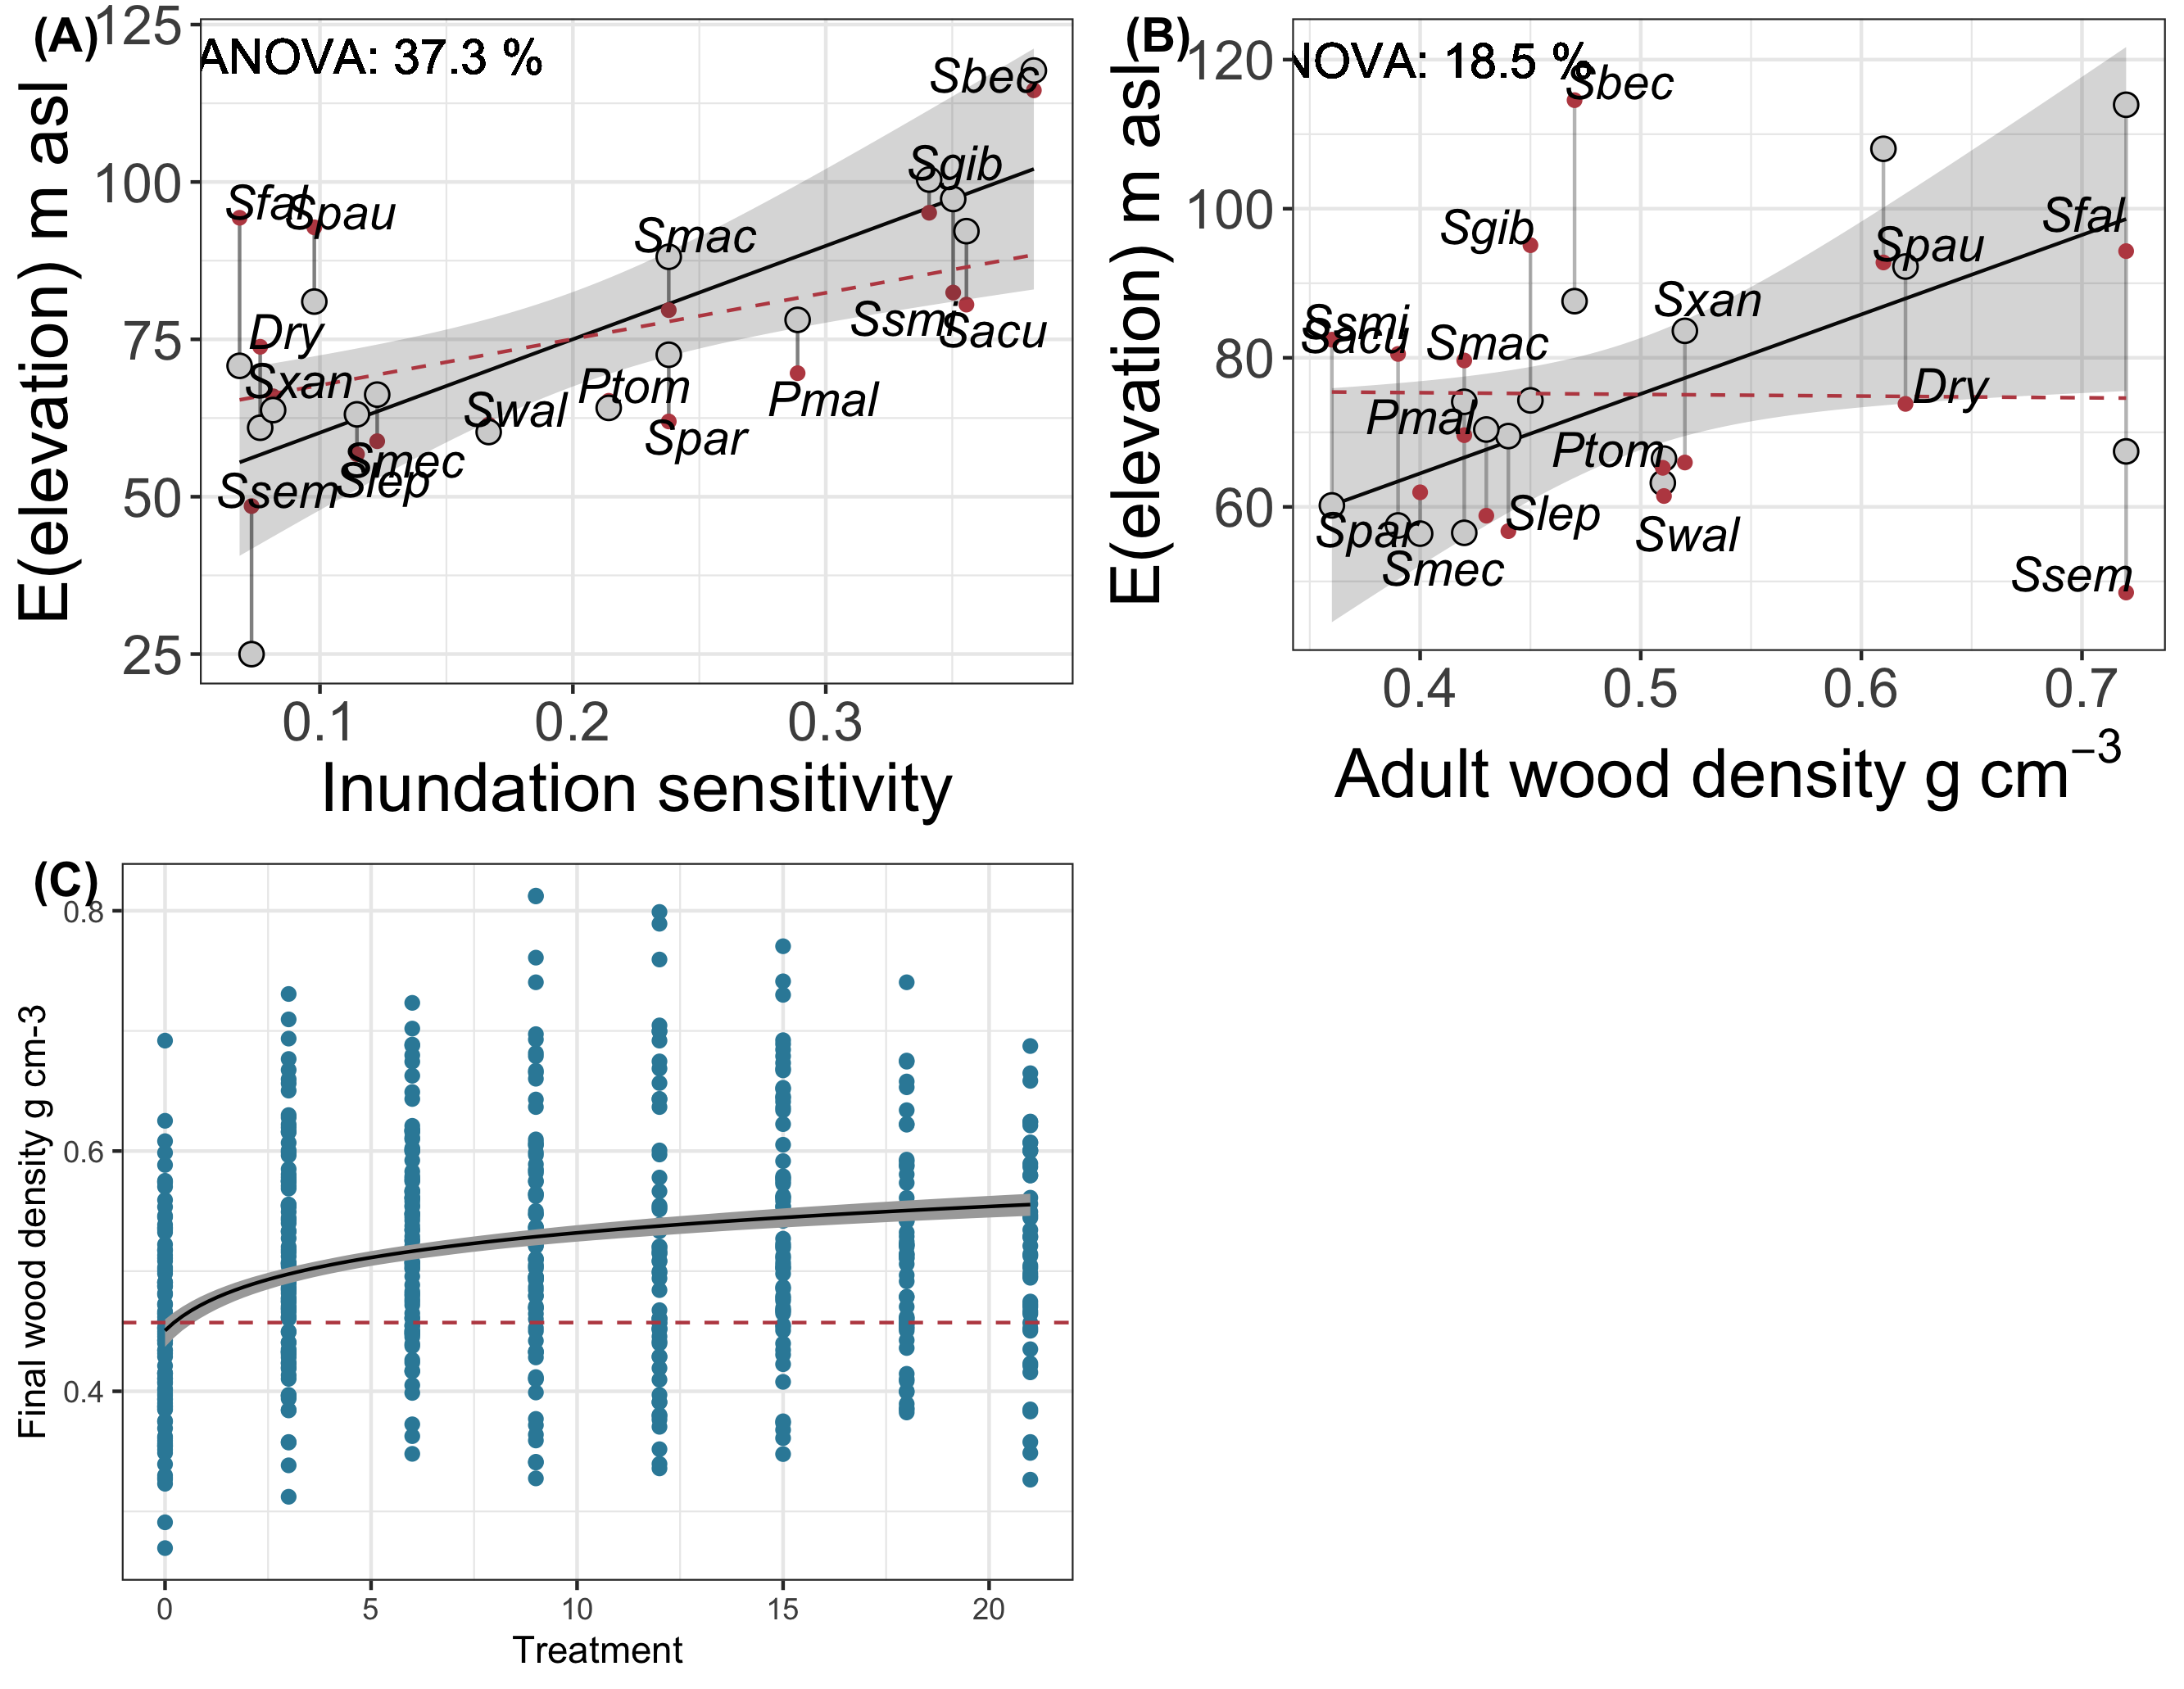 (A)
ANOVA: 37.3 %
E(elevation) m asl
125
100
75
50
25
Sbec
Sgib
Sfal
Spau
Smac
Dry
Ssmi
Sacu
Sxan
Ptom
Pmal
Swal
Spar
Smec
Slep
Ssem
0.1
0.2
0.3
Inundation sensitivity
(B)
NOVA: 18.5 %
E(elevation) m asl
120
100
80
60
Sbec
Sgib
Sfal
Spau
Ssmi
Sacu
Smac
Sxan
Dry
Pmal
Ptom
Spar
Slep
Swal
Smec
Ssem
0.4
0.5
0.6
0.7
Adult wood density g cm⁻³
(C)
Final wood density g cm-3
0.8
0.6
0.4
0
5
10
15
20
Treatment